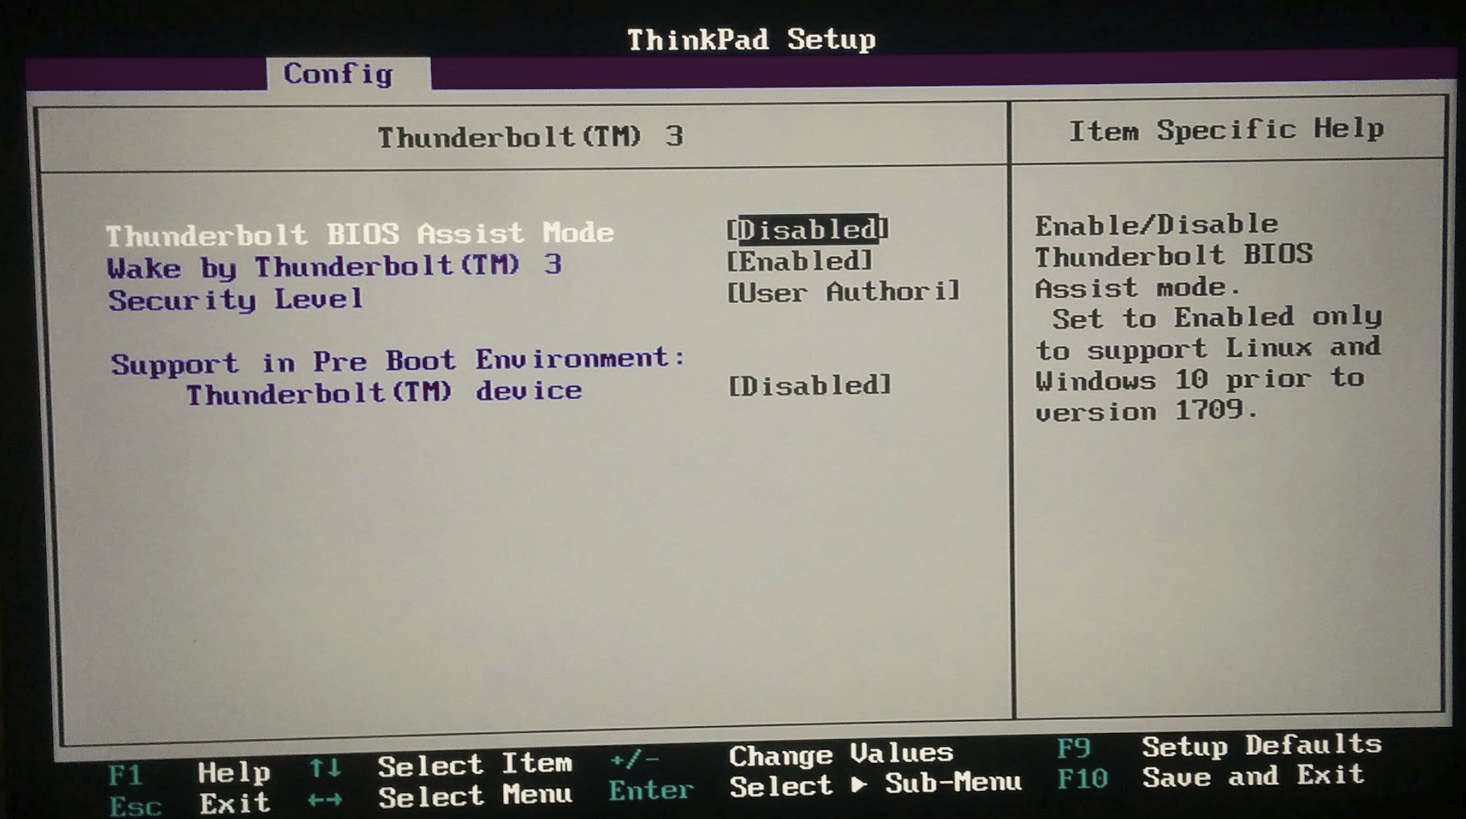 ThinkPad Setup
Config
Thunderbolt(TM) 3
Item Specific Help
Thunderbolt BIOS Assist Mode [Disabled]
Wake by Thunderbolt(TM) 3 [Enabled]
Security Level [User Authori]
Support in Pre Boot Environment:
Thunderbolt(TM) device [Disabled]
Enable/Disable
Thunderbolt BIOS
Assist mode.
Set to Enabled only
to support Linux and
Windows 10 prior to
version 1709.
F1 Help ↑↓ Select Item +/- Change Values F9 Setup Defaults
Esc Exit ←→ Select Menu Enter Select ▶ Sub-Menu F10 Save and Exit